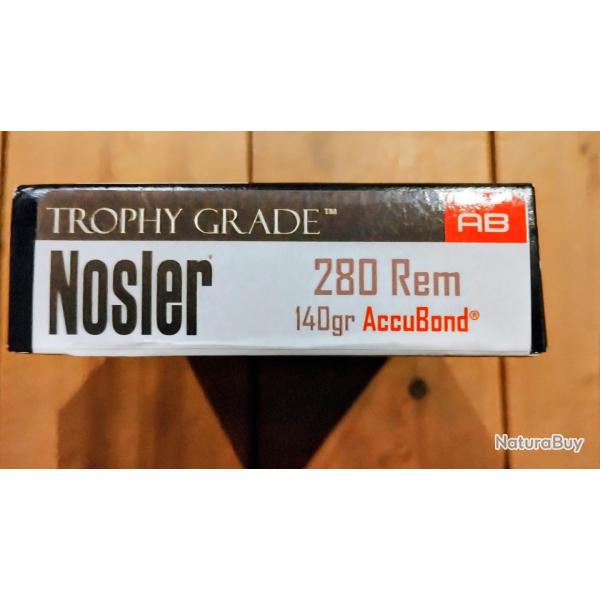 TROPHY GRADE™ AB
Nosler® 280 Rem
140gr AccuBond®
NaturaBuy